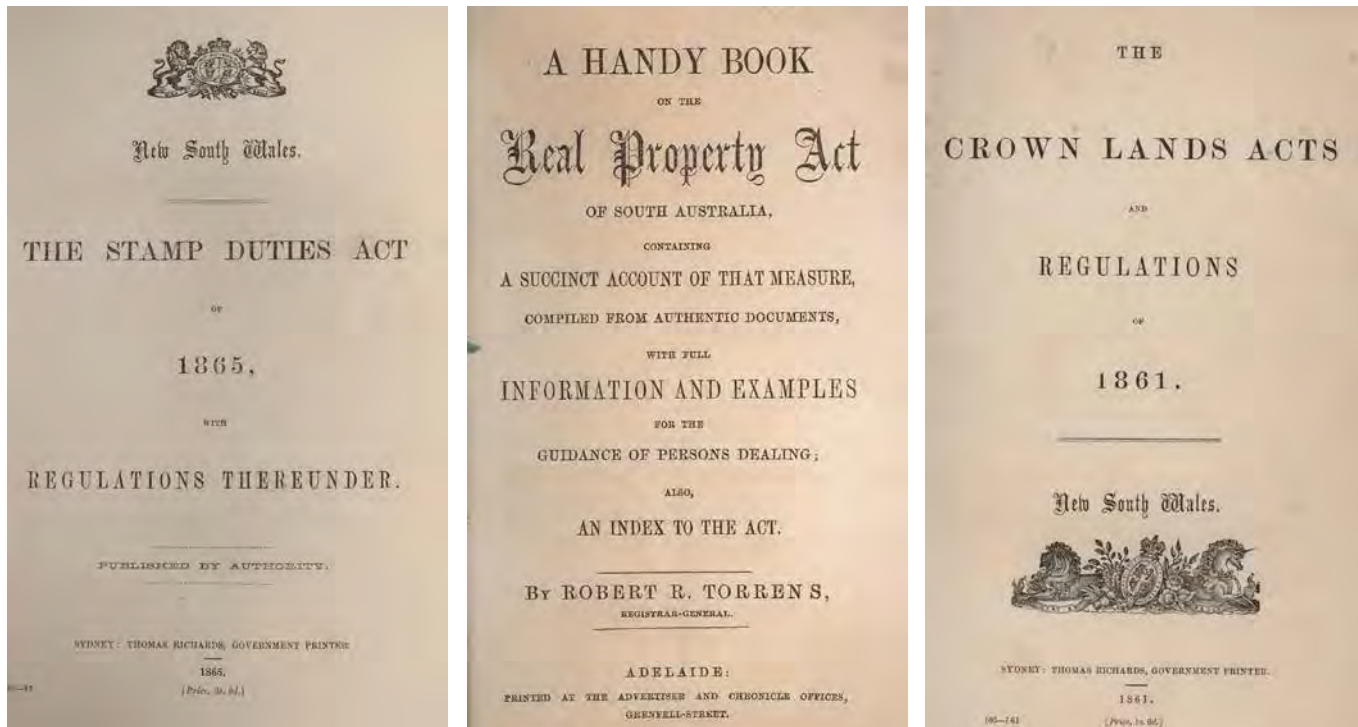 New South Wales.
THE STAMP DUTIES ACT
OF
1865,
WITH
REGULATIONS THEREUNDER.
PUBLISHED BY AUTHORITY.
SYDNEY: THOMAS RICHARDS, GOVERNMENT PRINTER.
1865.
A HANDY BOOK
ON THE
Real Property Act
OF SOUTH AUSTRALIA,
CONTAINING
A SUCCINCT ACCOUNT OF THAT MEASURE,
COMPILED FROM AUTHENTIC DOCUMENTS,
WITH FULL
INFORMATION AND EXAMPLES
FOR THE
GUIDANCE OF PERSONS DEALING;
ALSO,
AN INDEX TO THE ACT.
BY ROBERT R. TORRENS,
REGISTRAR-GENERAL.
ADELAIDE:
PRINTED AT THE ADVERTISER AND CHRONICLE OFFICES,
GRENFELL-STREET.
THE
CROWN LANDS ACTS
AND
REGULATIONS
OF
1861.
New South Wales.
SYDNEY: THOMAS RICHARDS, GOVERNMENT PRINTER.
1861.